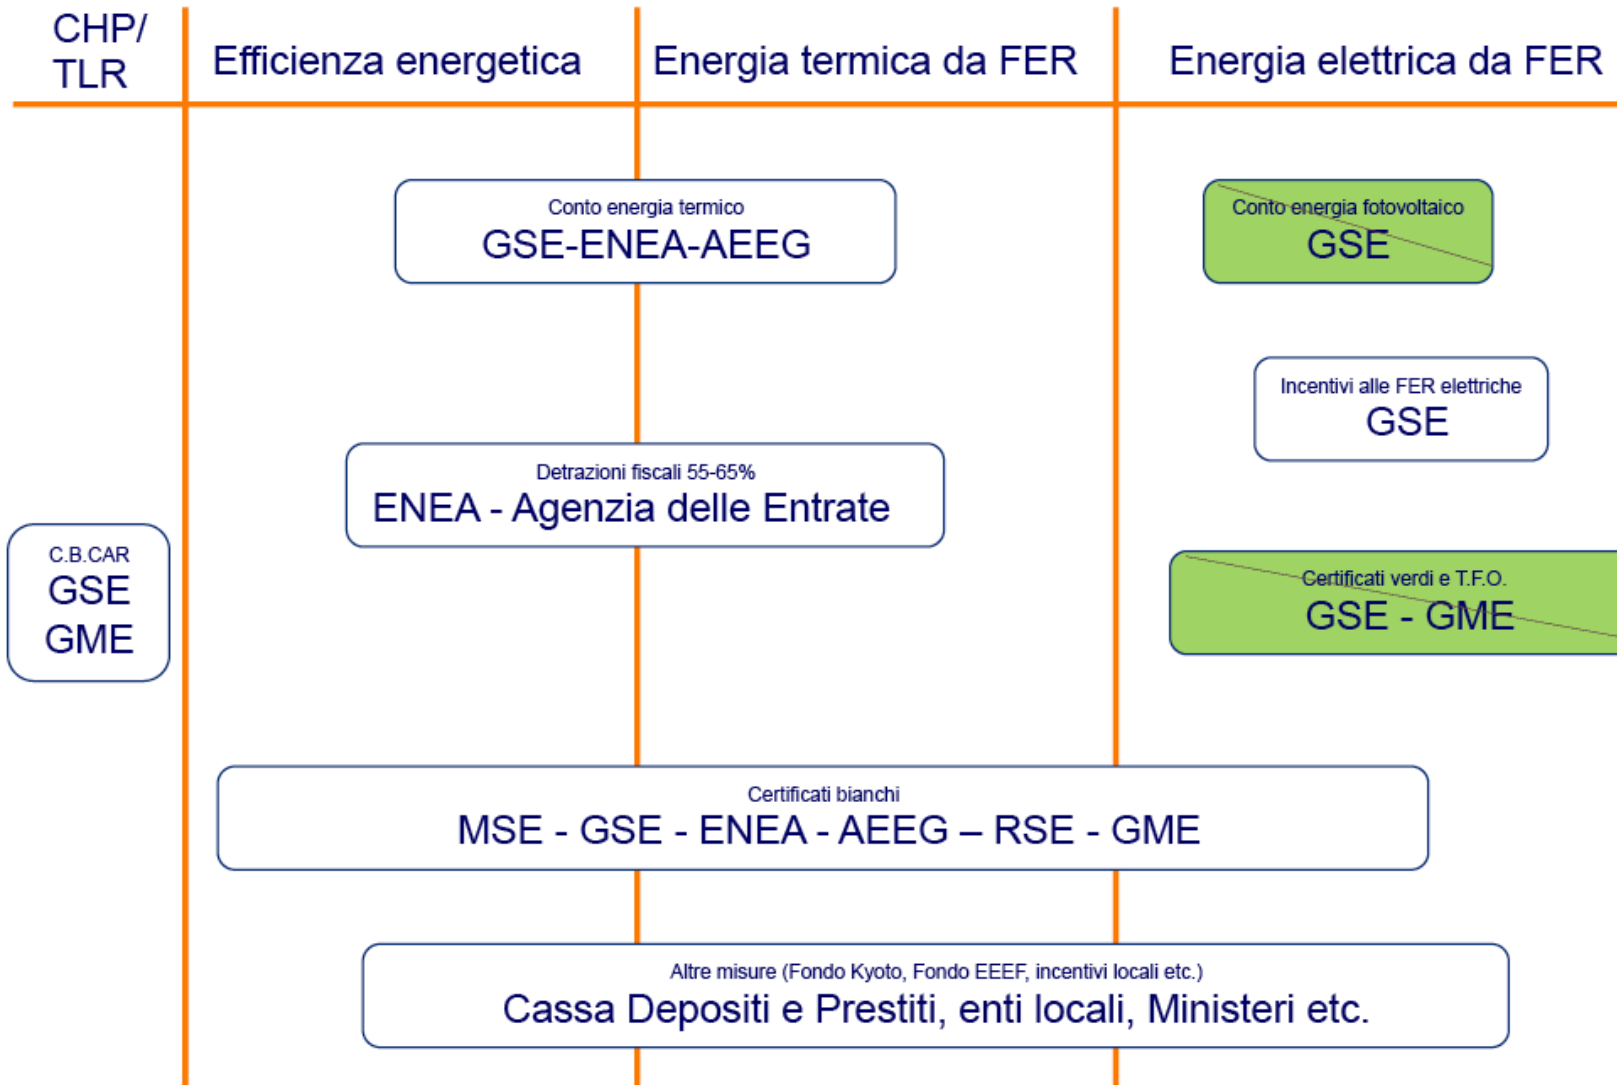 CHP/
TLR
Efficienza energetica
Energia termica da FER
Energia elettrica da FER
Conto energia termico
GSE-ENEA-AEEG
Conto energia fotovoltaico
GSE
Incentivi alle FER elettriche
GSE
Detrazioni fiscali 55-65%
ENEA - Agenzia delle Entrate
C.B.CAR
GSE
GME
Certificati verdi e T.F.O.
GSE - GME
Certificati bianchi
MSE - GSE - ENEA - AEEG – RSE - GME
Altre misure (Fondo Kyoto, Fondo EEEF, incentivi locali etc.)
Cassa Depositi e Prestiti, enti locali, Ministeri etc.